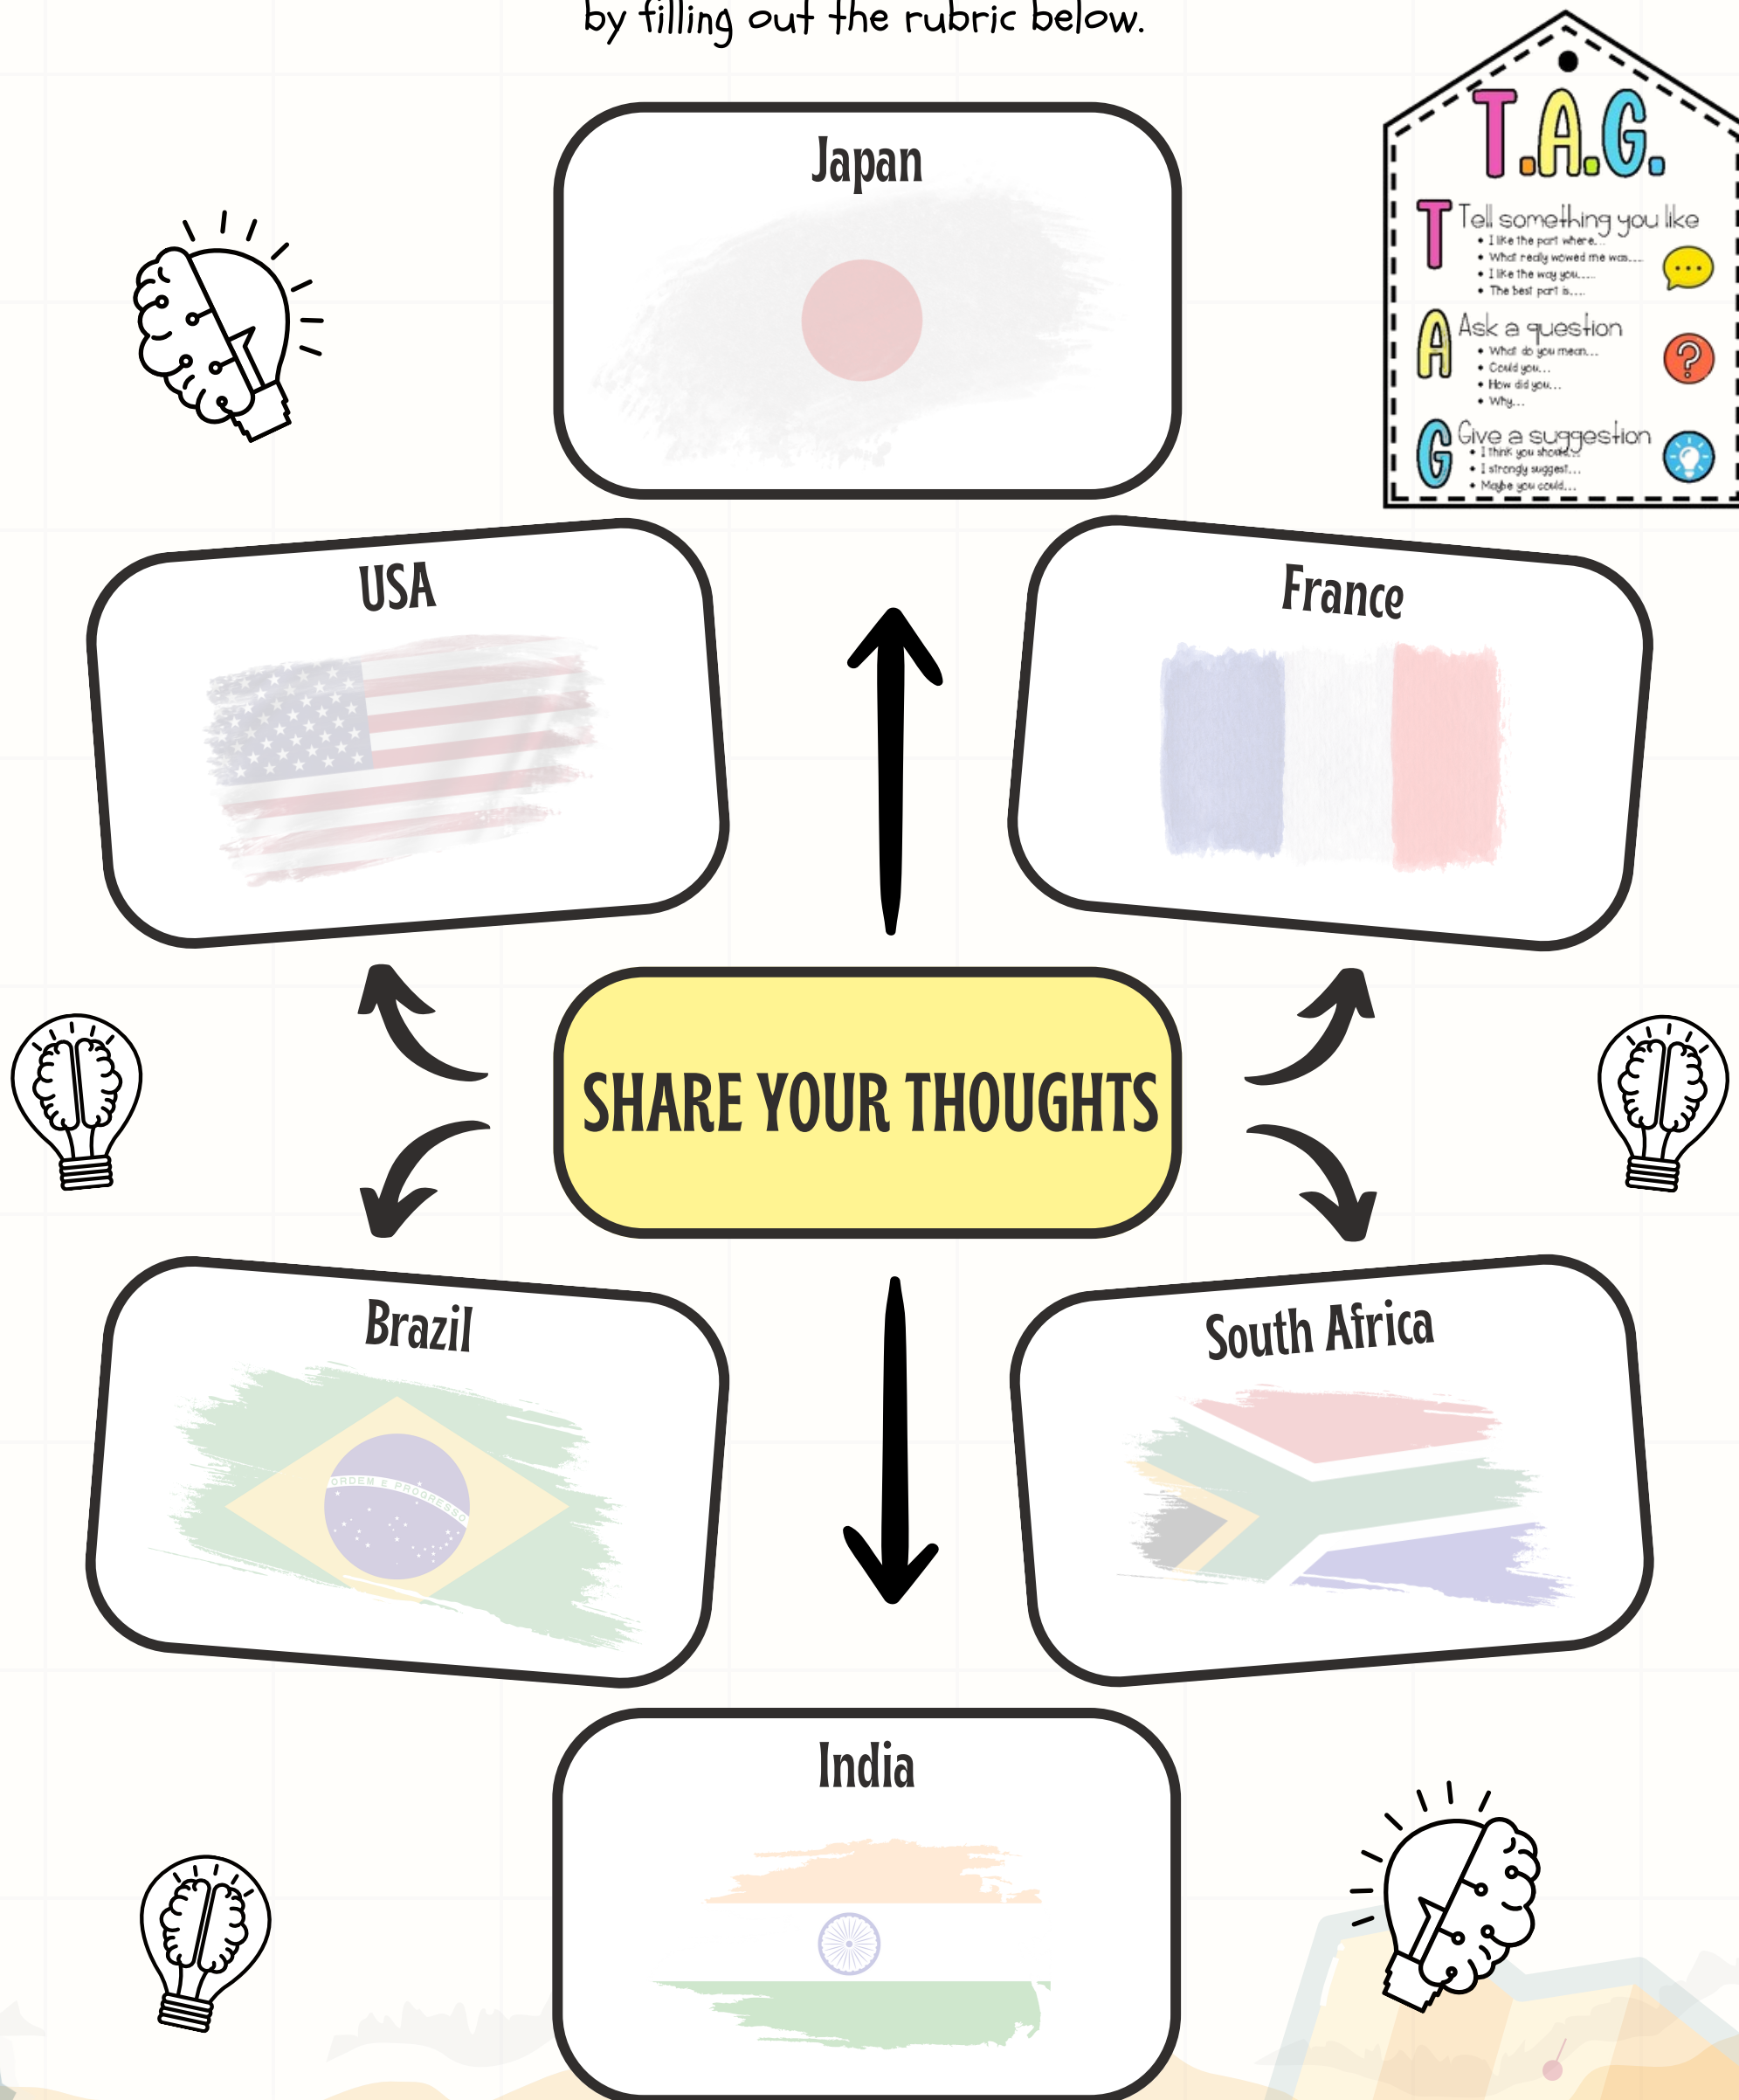 by filling out the rubric below.
T.A.G.
T Tell something you like
• I like the part where...
• What really wowed me was....
• I like the way you.....
• The best part is....
A Ask a question
• What do you mean...
• Could you...
• How did you...
• Why...
G Give a suggestion
• I think you should...
• I strongly suggest...
• Maybe you could...
Japan
USA
France
SHARE YOUR THOUGHTS
Brazil
ORDEM E PROGRESSO
South Africa
India